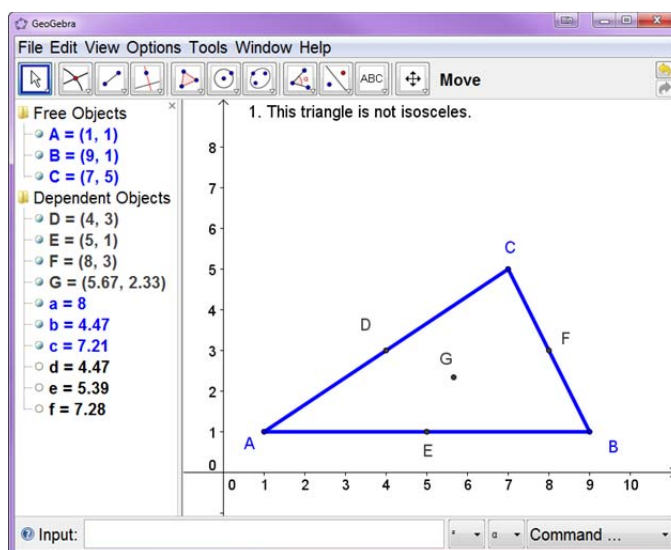 GeoGebra
File Edit View Options Tools Window Help
ABC
Move
Free Objects
A = (1, 1)
B = (9, 1)
C = (7, 5)
Dependent Objects
D = (4, 3)
E = (5, 1)
F = (8, 3)
G = (5.67, 2.33)
a = 8
b = 4.47
c = 7.21
d = 4.47
e = 5.39
f = 7.28
1. This triangle is not isosceles.
8
7
6
5
4
3
2
1
0
0 1 2 3 4 5 6 7 8 9 10
C
D
F
G
A
E
B
Input:
α
Command ...